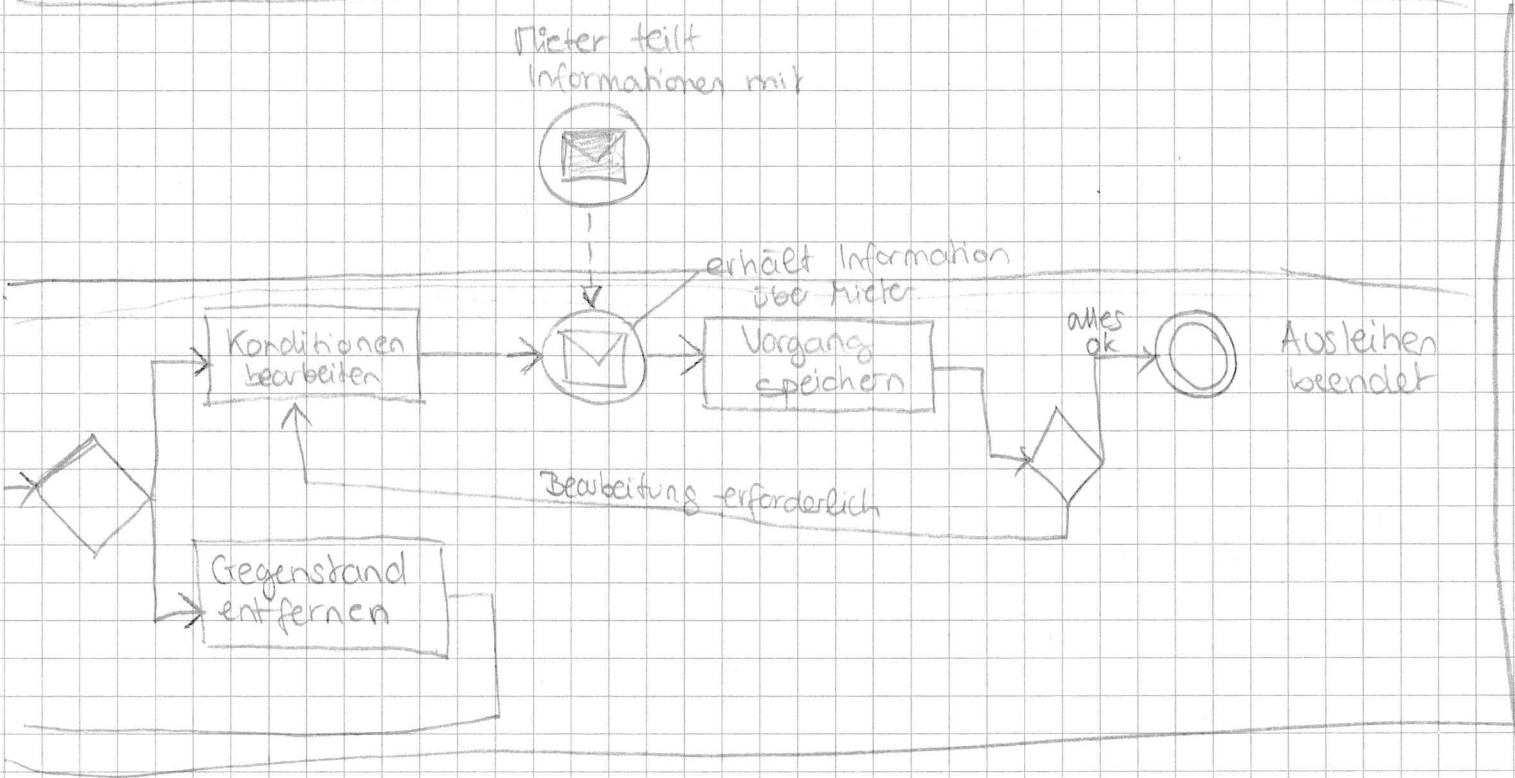 Mieter teilt
Informationen mit
erhält Information
über Mieter
Konditionen
bearbeiten
Vorgang
speichern
alles
ok
Ausleihen
beendet
Bearbeitung erforderlich
Gegenstand
entfernen